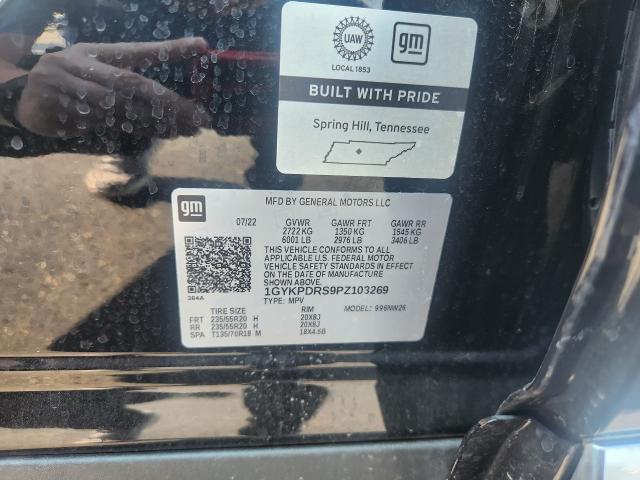 UAW
gm
LOCAL 1853
BUILT WITH PRIDE
Spring Hill, Tennessee
gm
MFD BY GENERAL MOTORS LLC
07/22 GVWR GAWR FRT GAWR RR
2722 KG 1350 KG 1545 KG
6001 LB 2976 LB 3406 LB
THIS VEHICLE CONFORMS TO ALL
APPLICABLE U.S. FEDERAL MOTOR
VEHICLE SAFETY STANDARDS IN EFFECT
ON THE DATE OF MANUFACTURE
SHOWN ABOVE.
1GYKPDRS9PZ103269
384A
TYPE: MPV MODEL: 996NW26
TIRE SIZE RIM
FRT 235/55R20 H 20X8J
RR 235/55R20 H 20X8J
SPA T135/70R18 M 18X4.5B